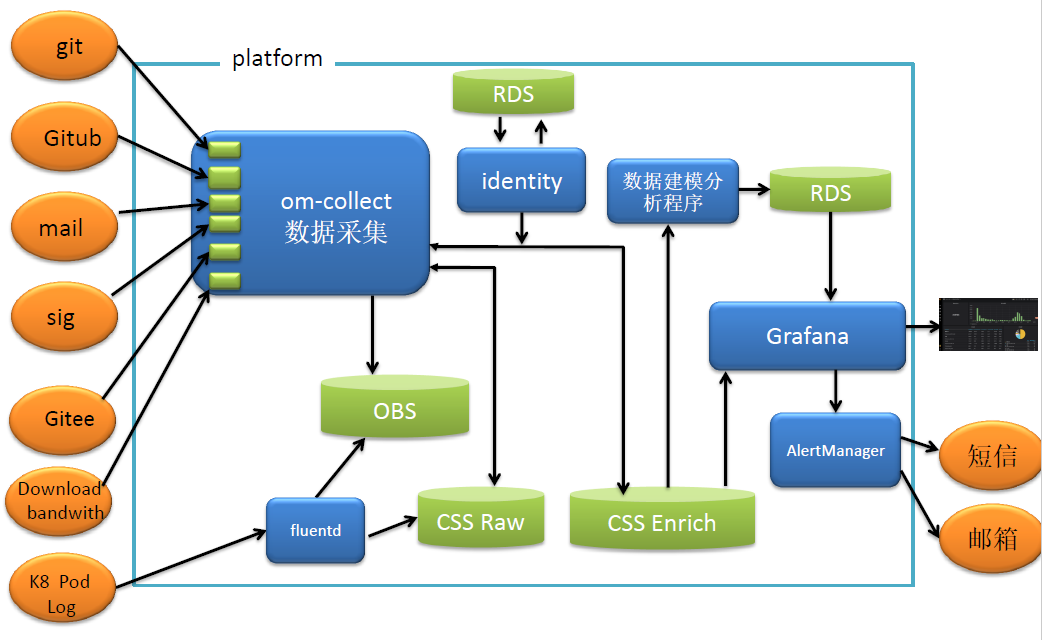 git
platform
RDS
Gitub
identity
数据建模分
析程序
RDS
om-collect
数据采集
mail
sig
Grafana
Gitee
OBS
AlertManager
短信
Download
bandwith
fluentd
CSS Raw
CSS Enrich
邮箱
K8 Pod
Log